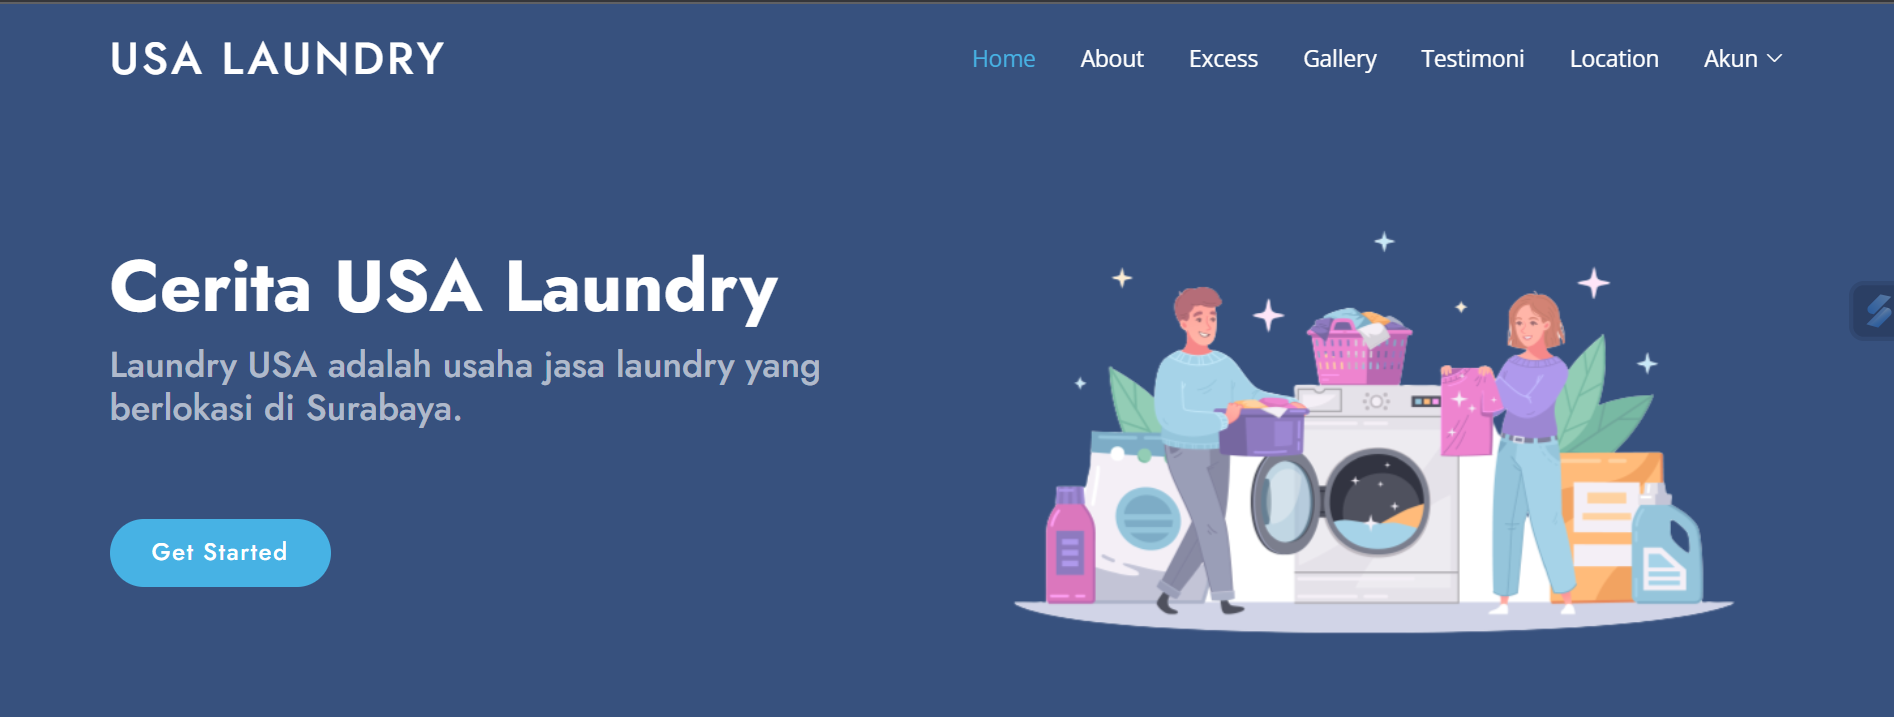 USA LAUNDRY
Home About Excess Gallery Testimoni Location Akun
Cerita USA Laundry
Laundry USA adalah usaha jasa laundry yang
berlokasi di Surabaya.
Get Started